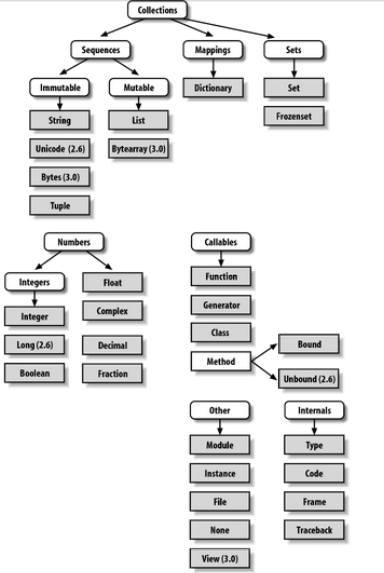 Collections
Sequences
Mappings
Sets
Immutable
Mutable
Dictionary
Set
String
List
Frozenset
Unicode (2.6)
Bytearray (3.0)
Bytes (3.0)
Tuple
Numbers
Callables
Integers
Float
Function
Integer
Complex
Generator
Long (2.6)
Decimal
Class
Boolean
Fraction
Method
Bound
Unbound (2.6)
Other
Internals
Module
Type
Instance
Code
File
Frame
None
Traceback
View (3.0)